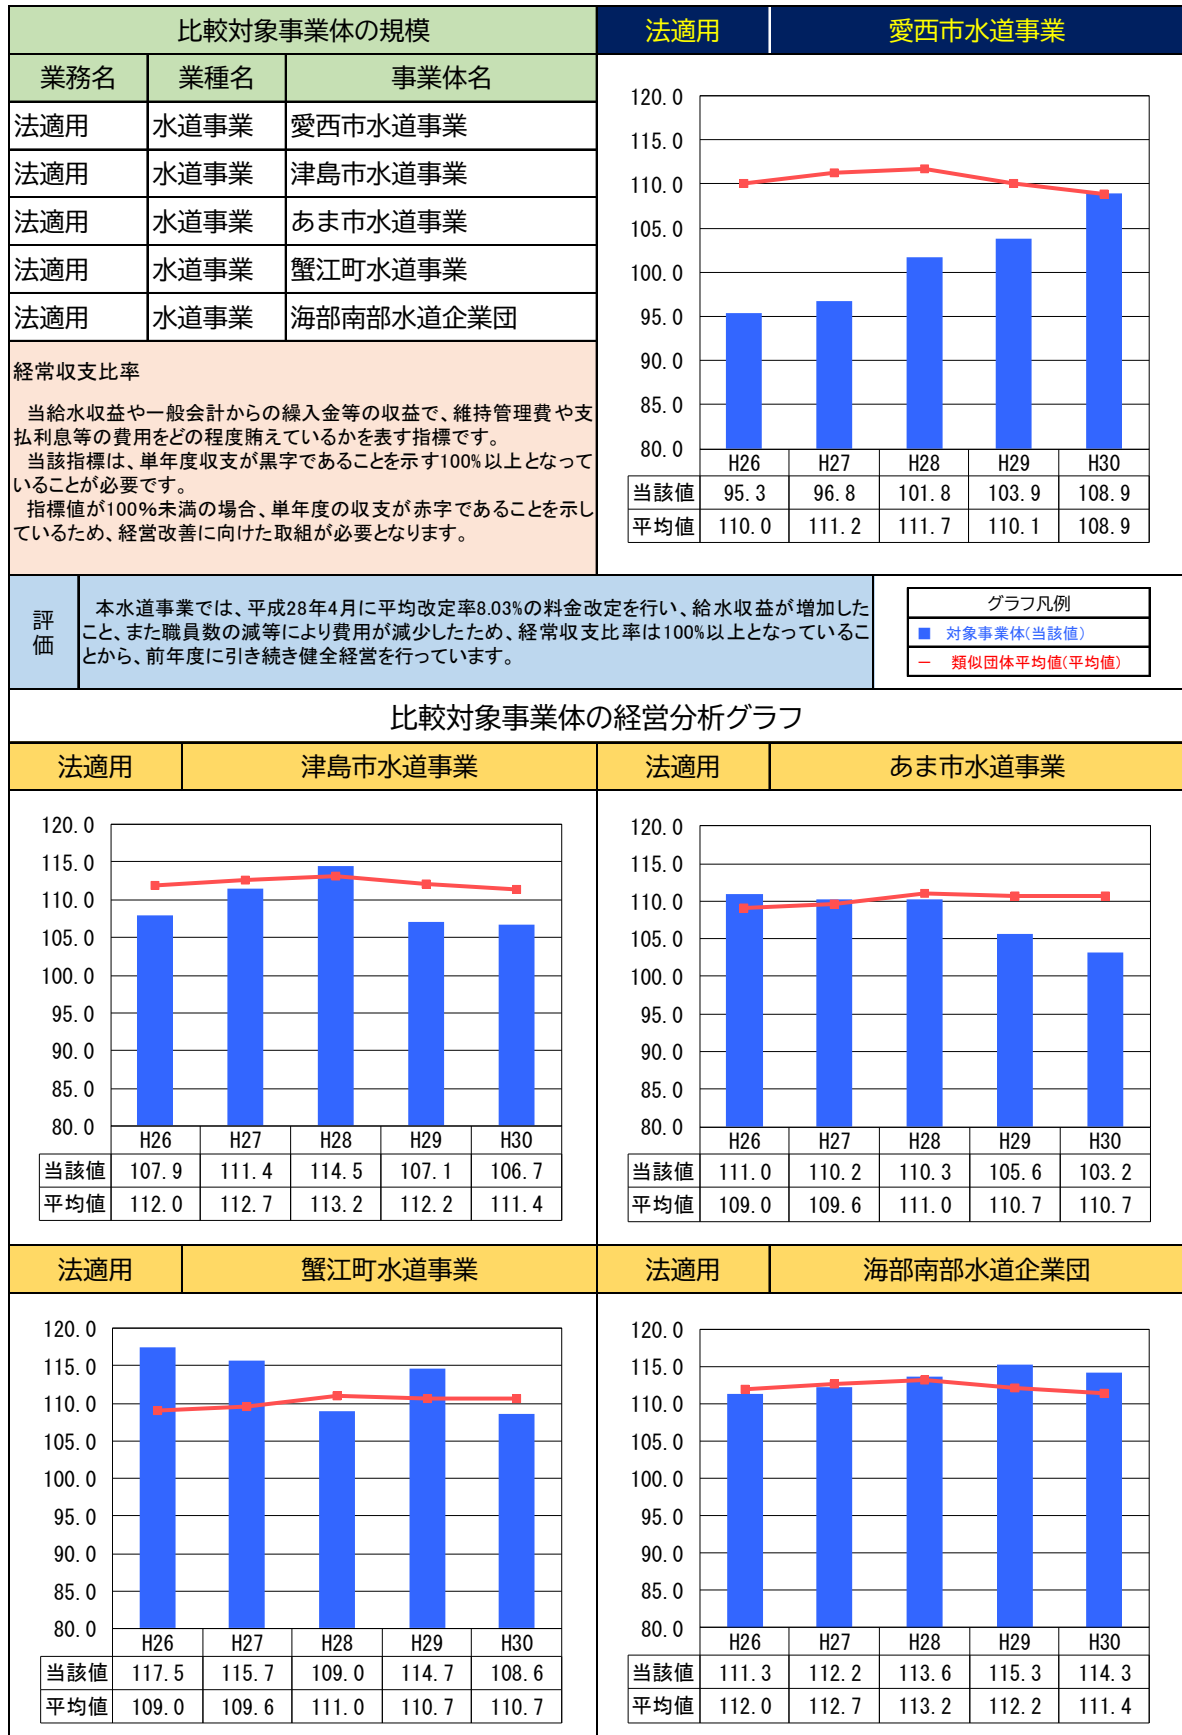 比較対象事業体の規模
業務名 業種名 事業体名
法適用 水道事業 愛西市水道事業
法適用 水道事業 津島市水道事業
法適用 水道事業 あま市水道事業
法適用 水道事業 蟹江町水道事業
法適用 水道事業 海部南部水道企業団
経常収支比率
当給水収益や一般会計からの繰入金等の収益で、維持管理費や支
払利息等の費用をどの程度賄えているかを表す指標です。
当該指標は、単年度収支が黒字であることを示す100%以上となって
いることが必要です。
指標値が100%未満の場合、単年度の収支が赤字であることを示し
ているため、経営改善に向けた取組が必要となります。
法適用 愛西市水道事業
120.0
115.0
110.0
105.0
100.0
95.0
90.0
85.0
80.0
H26 H27 H28 H29 H30
当該値 95.3 96.8 101.8 103.9 108.9
平均値 110.0 111.2 111.7 110.1 108.9
評
価
本水道事業では、平成28年4月に平均改定率8.03%の料金改定を行い、給水収益が増加した
こと、また職員数の減等により費用が減少したため、経常収支比率は100%以上となっているこ
とから、前年度に引き続き健全経営を行っています。
グラフ凡例
■ 対象事業体(当該値)
― 類似団体平均値(平均値)
比較対象事業体の経営分析グラフ
法適用 津島市水道事業
120.0
115.0
110.0
105.0
100.0
95.0
90.0
85.0
80.0
H26 H27 H28 H29 H30
当該値 107.9 111.4 114.5 107.1 106.7
平均値 112.0 112.7 113.2 112.2 111.4
法適用 あま市水道事業
120.0
115.0
110.0
105.0
100.0
95.0
90.0
85.0
80.0
H26 H27 H28 H29 H30
当該値 111.0 110.2 110.3 105.6 103.2
平均値 109.0 109.6 111.0 110.7 110.7
法適用 蟹江町水道事業
120.0
115.0
110.0
105.0
100.0
95.0
90.0
85.0
80.0
H26 H27 H28 H29 H30
当該値 117.5 115.7 109.0 114.7 108.6
平均値 109.0 109.6 111.0 110.7 110.7
法適用 海部南部水道企業団
120.0
115.0
110.0
105.0
100.0
95.0
90.0
85.0
80.0
H26 H27 H28 H29 H30
当該値 111.3 112.2 113.6 115.3 114.3
平均値 112.0 112.7 113.2 112.2 111.4